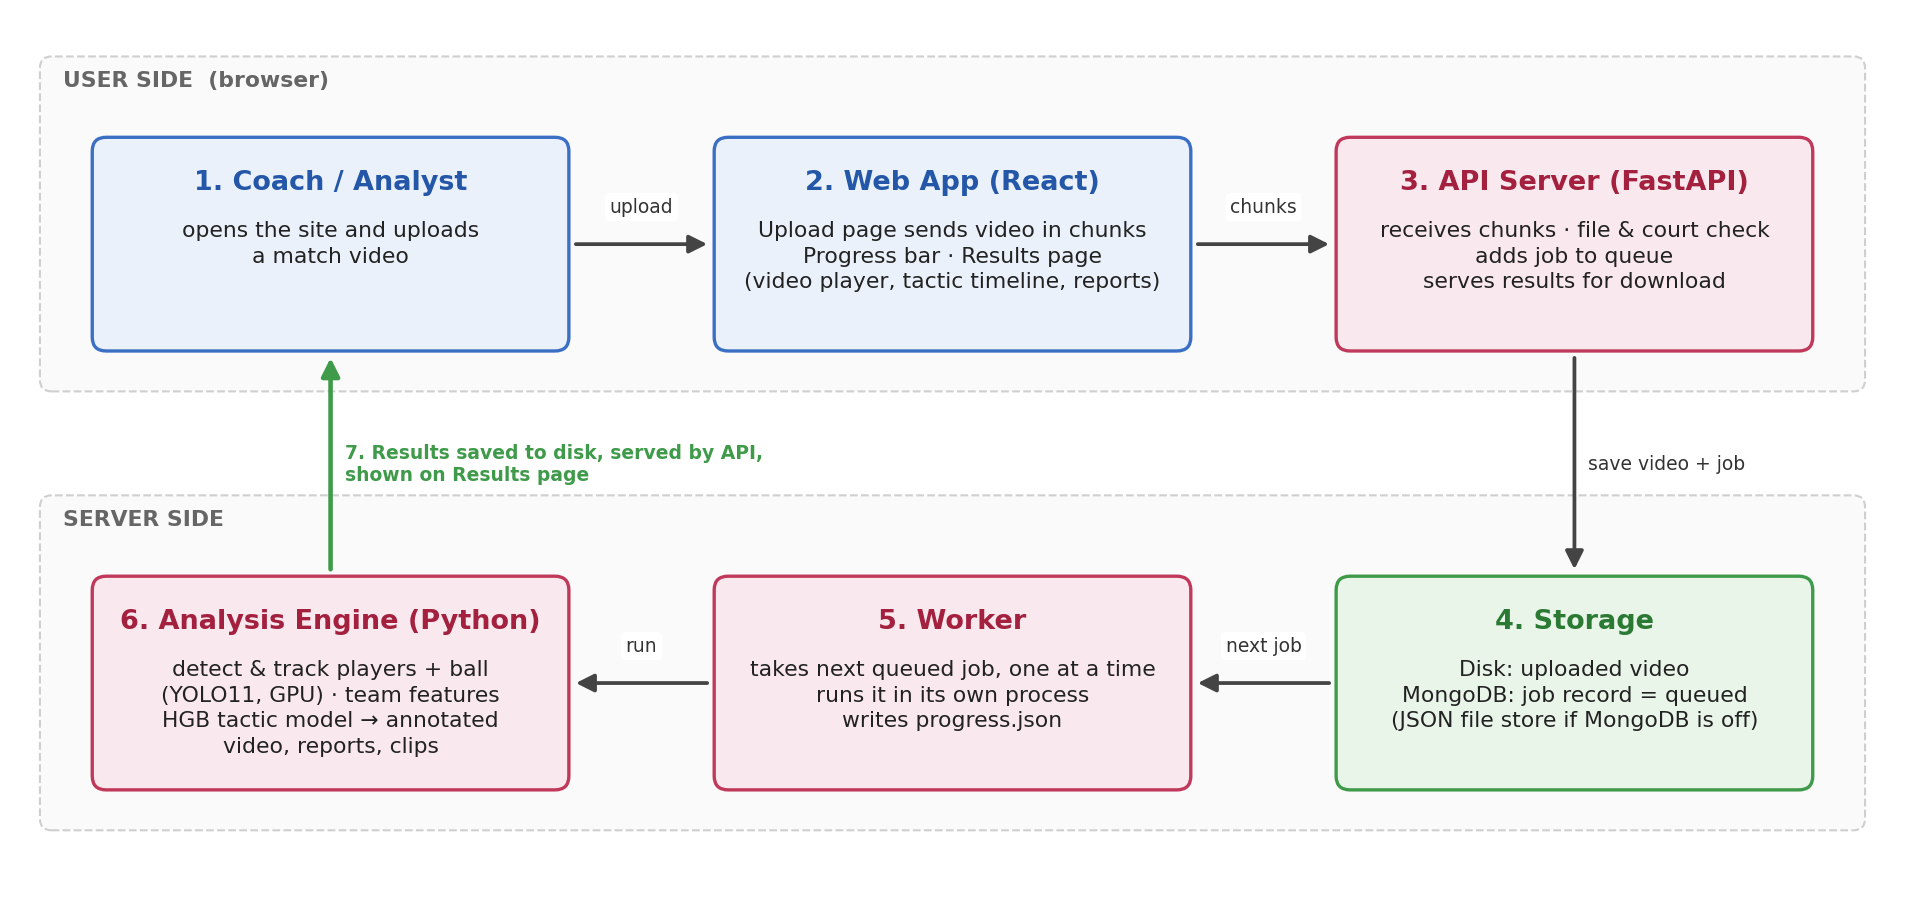 USER SIDE  (browser)
1. Coach / Analyst
opens the site and uploads
a match video
upload
2. Web App (React)
Upload page sends video in chunks
Progress bar · Results page
(video player, tactic timeline, reports)
chunks
3. API Server (FastAPI)
receives chunks · file & court check
adds job to queue
serves results for download
7. Results saved to disk, served by API,
shown on Results page
save video + job
SERVER SIDE
6. Analysis Engine (Python)
detect & track players + ball
(YOLO11, GPU) · team features
HGB tactic model → annotated
video, reports, clips
run
5. Worker
takes next queued job, one at a time
runs it in its own process
writes progress.json
next job
4. Storage
Disk: uploaded video
MongoDB: job record = queued
(JSON file store if MongoDB is off)